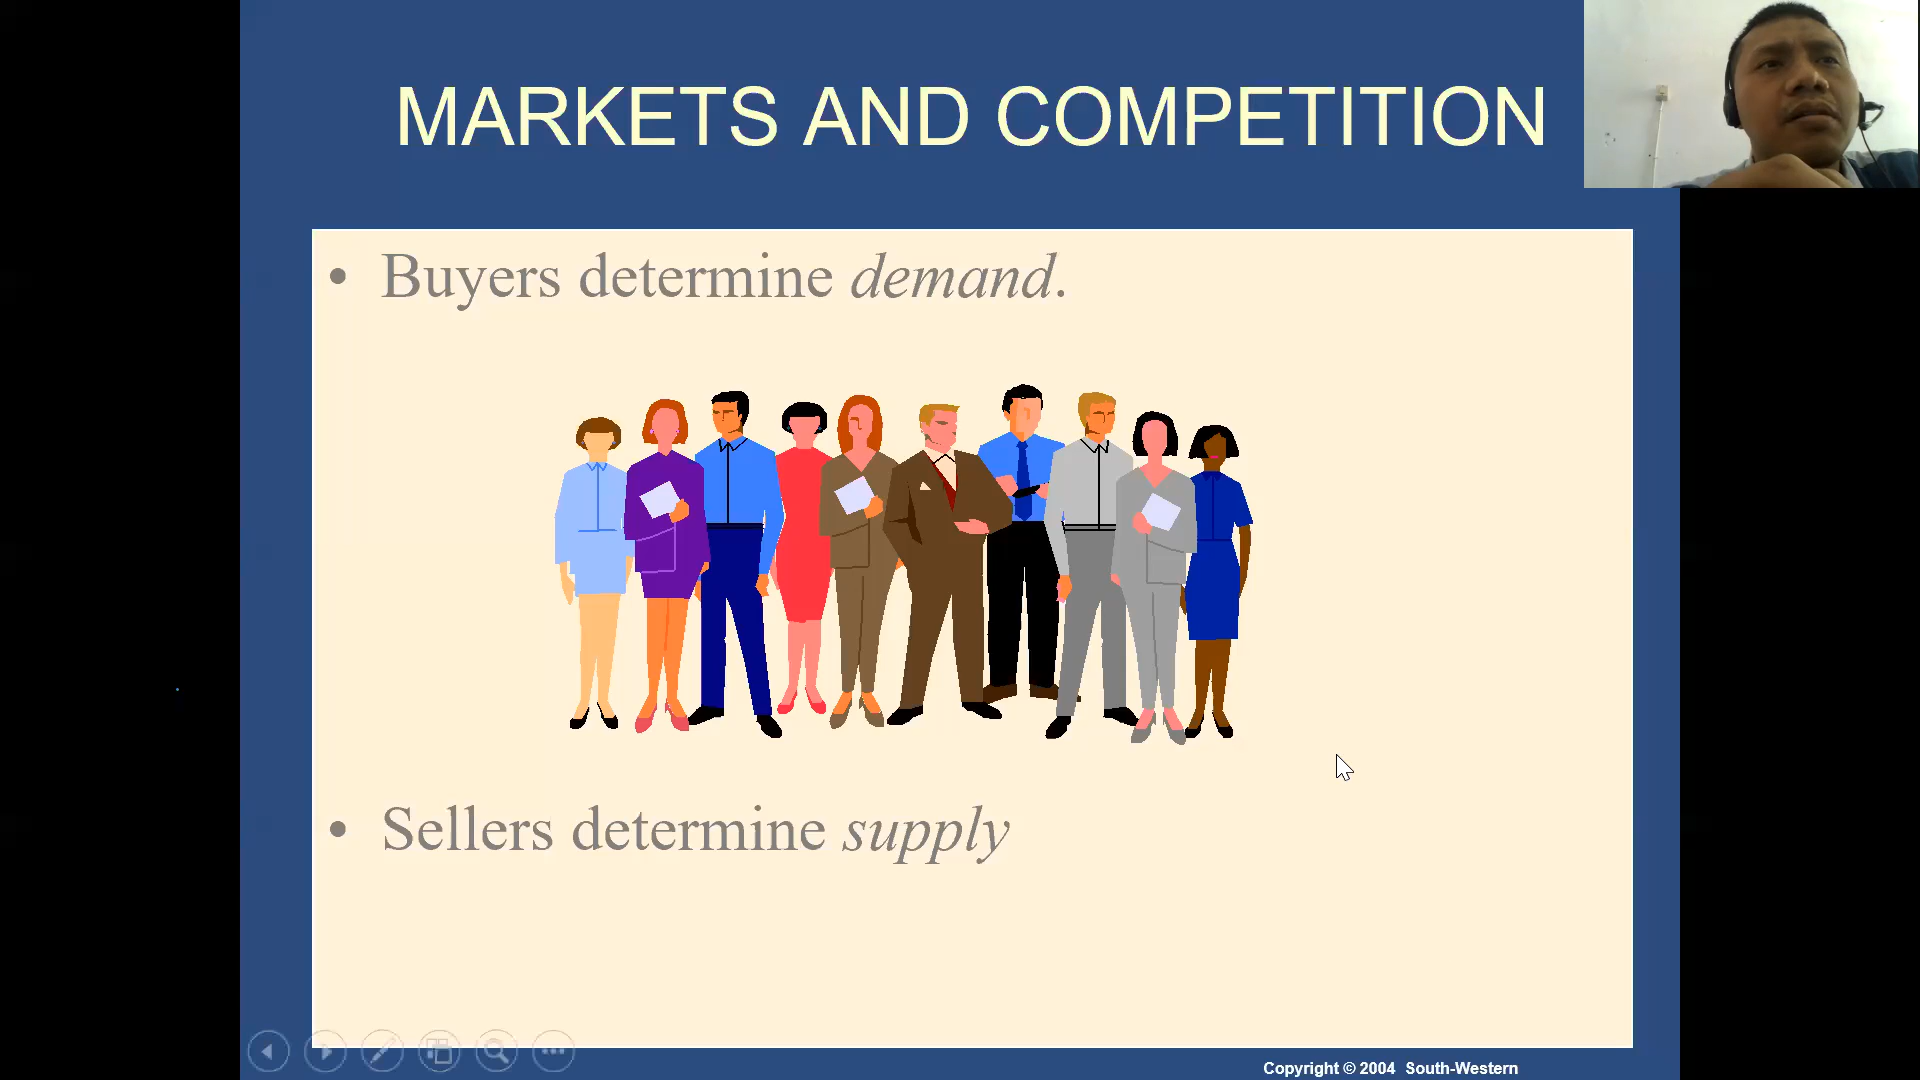 MARKETS AND COMPETITION
• Buyers determine demand.
• Sellers determine supply
Copyright © 2004 South-Western